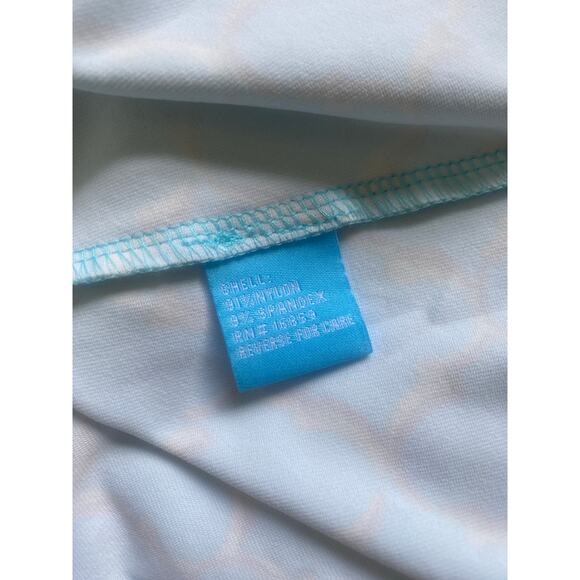 SHELL:
91% NYLON
9% SPANDEX
RN# 16869
REVERSE FOR CARE